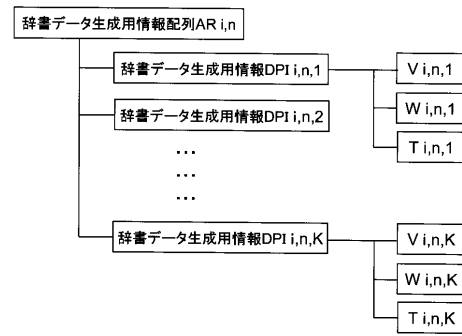 辞書データ生成用情報配列AR i,n
辞書データ生成用情報DPI i,n,1
V i,n,1
W i,n,1
T i,n,1
辞書データ生成用情報DPI i,n,2
...
...
...
辞書データ生成用情報DPI i,n,K
V i,n,K
W i,n,K
T i,n,K